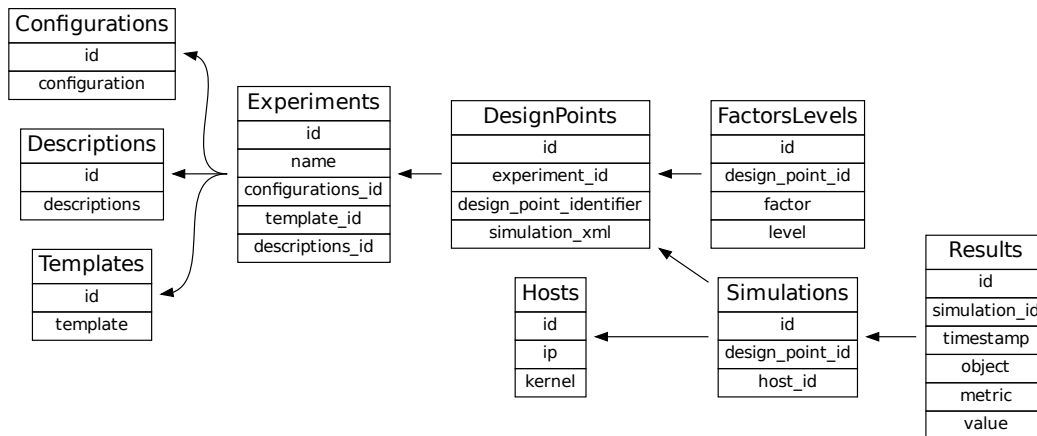 Configurations
id
configuration
Descriptions
id
descriptions
Templates
id
template
Experiments
id
name
configurations_id
template_id
descriptions_id
DesignPoints
id
experiment_id
design_point_identifier
simulation_xml
Hosts
id
ip
kernel
FactorsLevels
id
design_point_id
factor
level
Simulations
id
design_point_id
host_id
Results
id
simulation_id
timestamp
object
metric
value